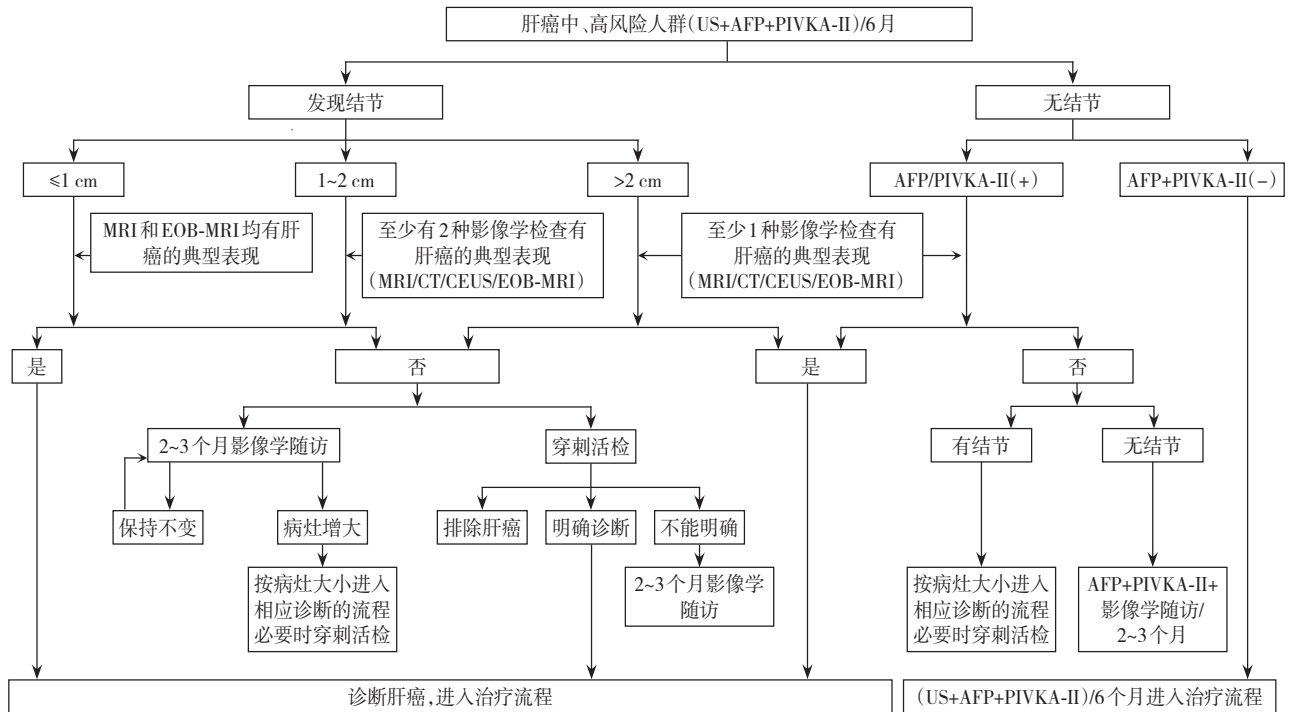 肝癌中、高风险人群(US+AFP+PIVKA-II)/6月
发现结节
无结节
≤1 cm
1~2 cm
>2 cm
AFP/PIVKA-II(+)
AFP+PIVKA-II(-)
MRI和EOB-MRI均有肝
癌的典型表现
至少有2种影像学检查有
肝癌的典型表现
(MRI/CT/CEUS/EOB-MRI)
至少1种影像学检查有
肝癌的典型表现
(MRI/CT/CEUS/EOB-MRI)
是
否
是
否
2~3个月影像学随访
穿刺活检
有结节
无结节
保持不变
病灶增大
排除肝癌
明确诊断
不能明确
按病灶大小进入
相应诊断的流程
必要时穿刺活检
2~3个月影像学
随访
按病灶大小进入
相应诊断的流程
必要时穿刺活检
AFP+PIVKA-II+
影像学随访/
2~3个月
诊断肝癌,进入治疗流程
(US+AFP+PIVKA-II)/6个月进入治疗流程